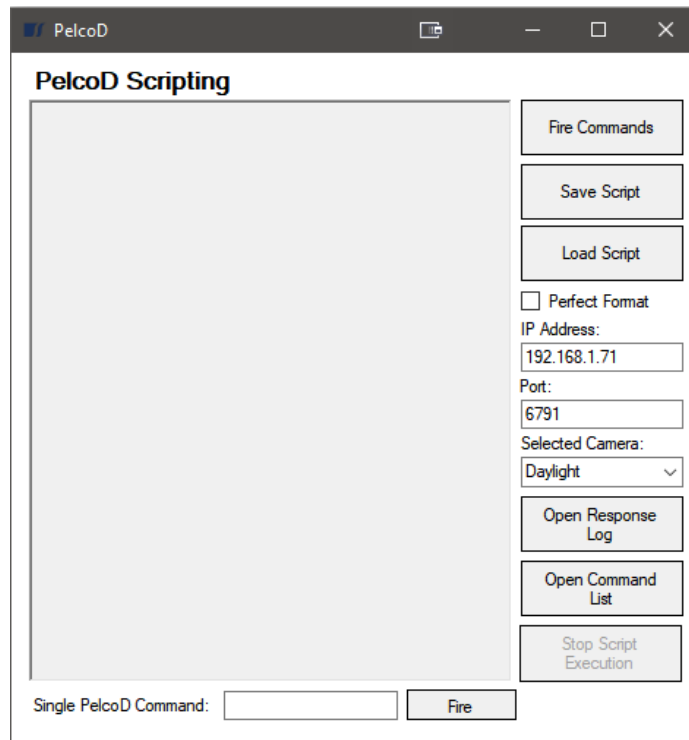 PelcoD
PelcoD Scripting
Fire Commands
Save Script
Load Script
Perfect Format
IP Address:
192.168.1.71
Port:
6791
Selected Camera:
Daylight
Open Response
Log
Open Command
List
Stop Script
Execution
Single PelcoD Command:
Fire